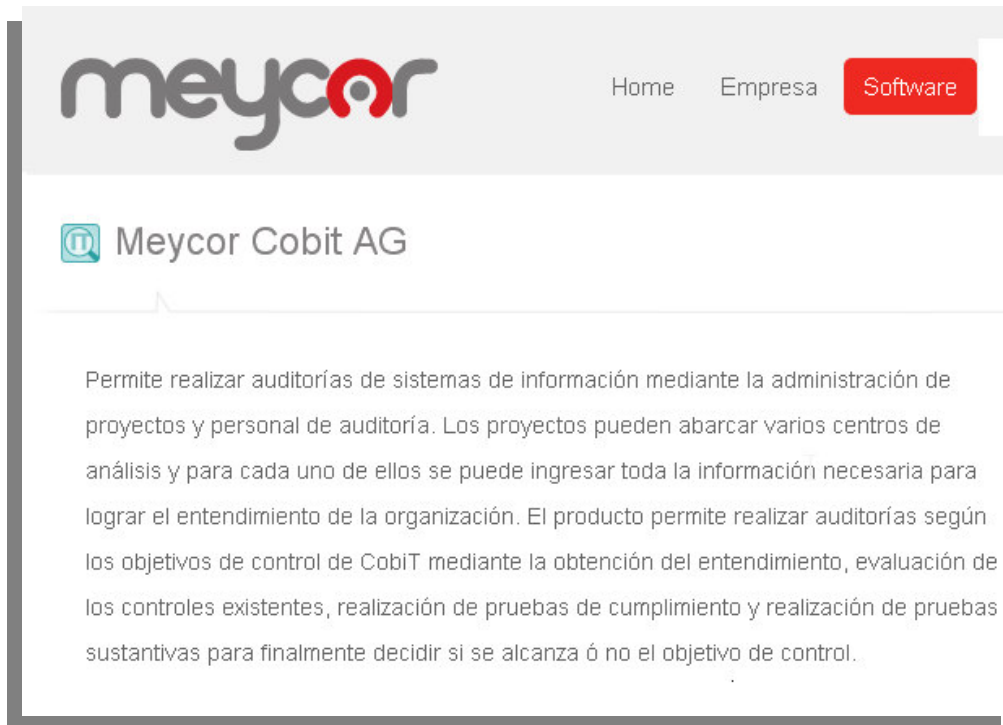 meycor
Home Empresa Software
IT Meycor Cobit AG
Permite realizar auditorías de sistemas de información mediante la administración de
proyectos y personal de auditoría. Los proyectos pueden abarcar varios centros de
análisis y para cada uno de ellos se puede ingresar toda la información necesaria para
lograr el entendimiento de la organización. El producto permite realizar auditorías según
los objetivos de control de CobiT mediante la obtención del entendimiento, evaluación de
los controles existentes, realización de pruebas de cumplimiento y realización de pruebas
sustantivas para finalmente decidir si se alcanza ó no el objetivo de control.